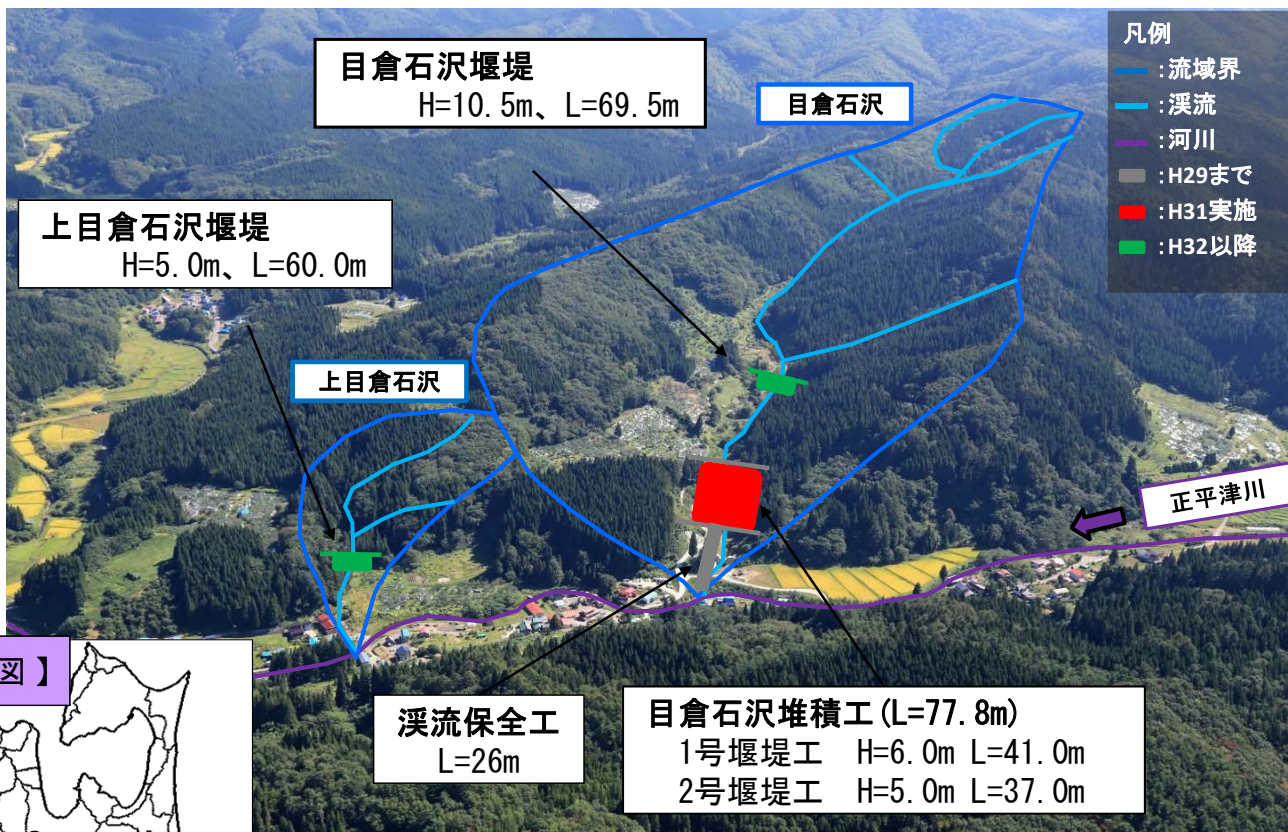 目倉石沢堰堤
H=10.5m、L=69.5m
目倉石沢
凡例
:流域界
:渓流
:河川
:H29まで
:H31実施
:H32以降
上目倉石沢堰堤
H=5.0m、L=60.0m
上目倉石沢
正平津川
図 】
渓流保全工
L=26m
目倉石沢堆積工(L=77.8m)
1号堰堤工 H=6.0m L=41.0m
2号堰堤工 H=5.0m L=37.0m